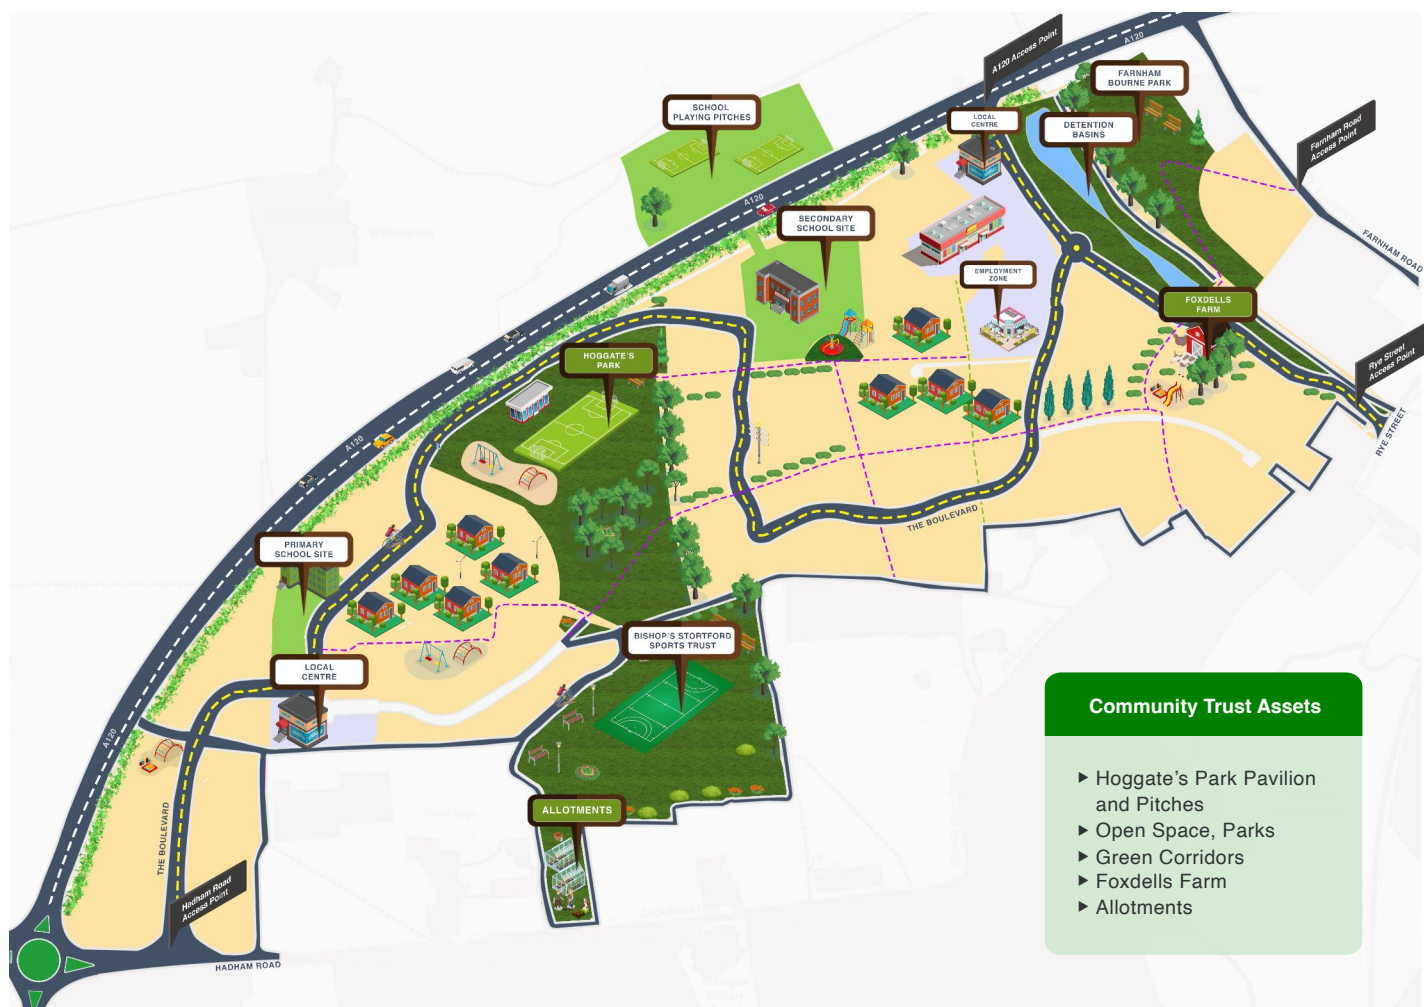 A120
A120 Access Point
FARNHAM
BOURNE PARK
SCHOOL
PLAYING PITCHES
LOCAL
CENTRE
DETENTION
BASINS
Farnham Road
Access Point
A120
SECONDARY
SCHOOL SITE
FARNHAM ROAD
EMPLOYMENT
ZONE
FOXDELLS
FARM
HOGGATE'S
PARK
Rye Street
Access Point
RYE STREET
A120
THE BOULEVARD
PRIMARY
SCHOOL SITE
BISHOP'S STORTFORD
SPORTS TRUST
LOCAL
CENTRE
A120
ALLOTMENTS
THE BOULEVARD
Hadham Road
Access Point
HADHAM ROAD
Community Trust Assets
▶ Hoggate's Park Pavilion
and Pitches
▶ Open Space, Parks
▶ Green Corridors
▶ Foxdells Farm
▶ Allotments